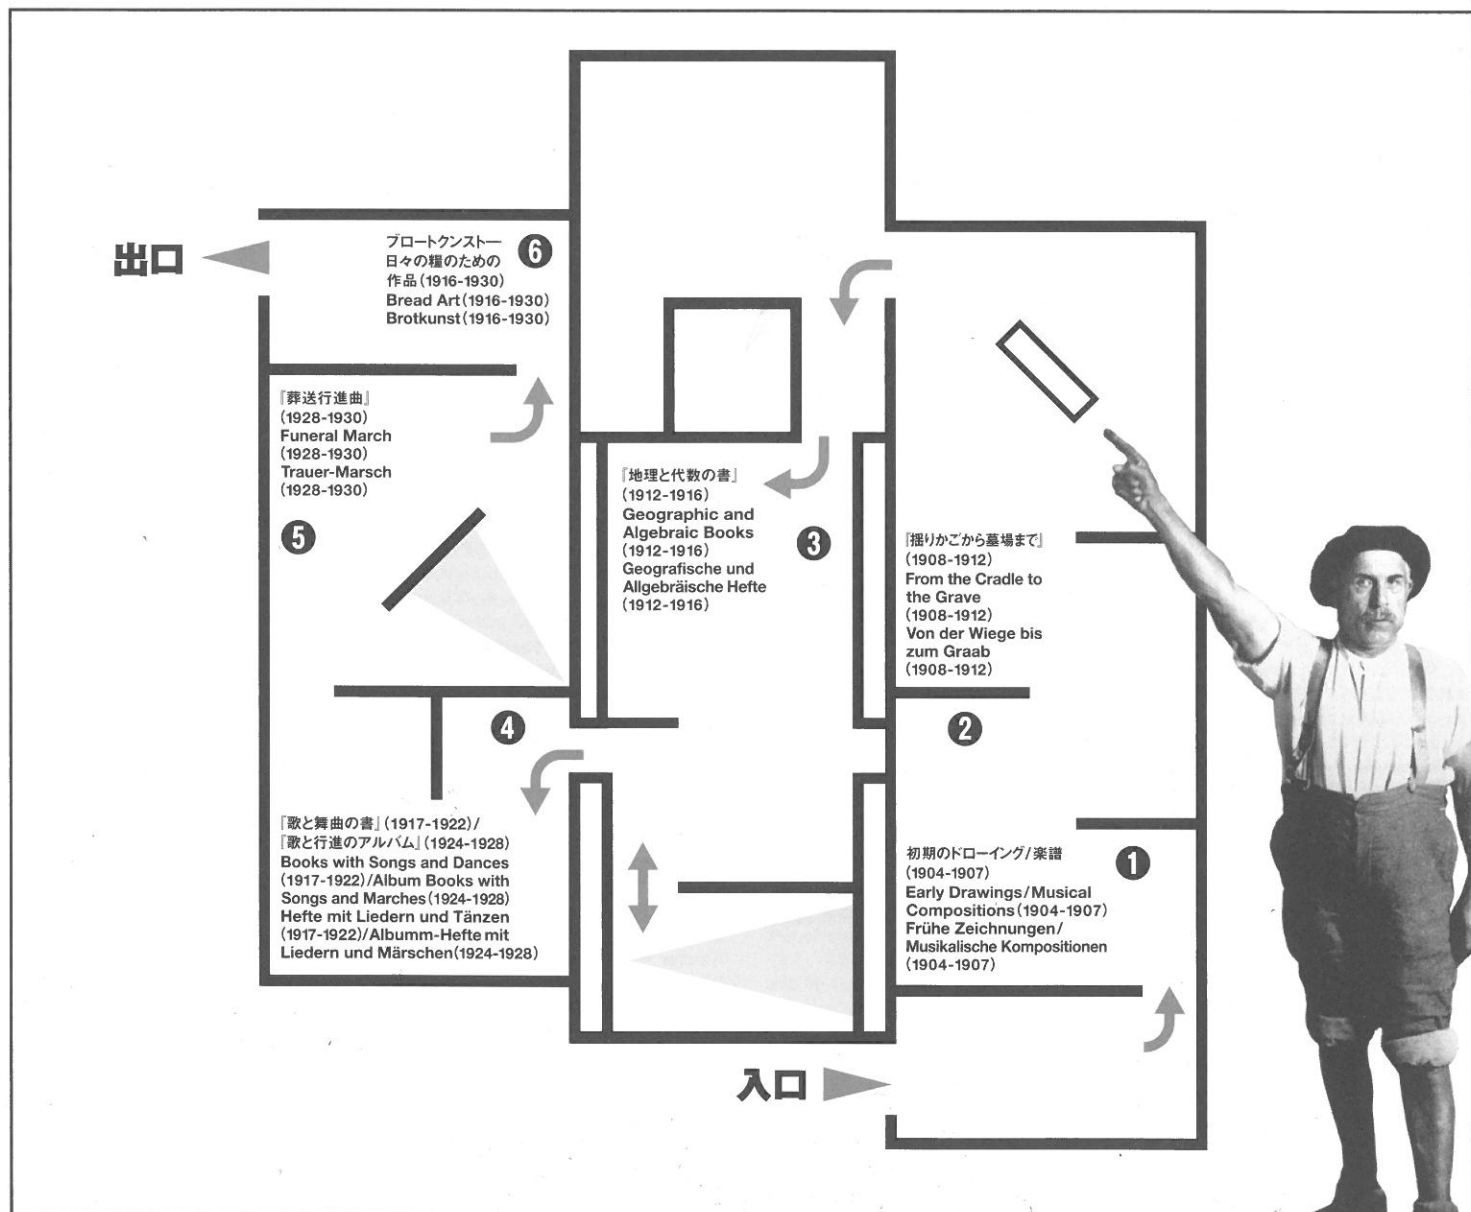 出口
ブロートクンストー
日々の糧のための
作品(1916-1930)
Bread Art(1916-1930)
Brotkunst(1916-1930)
6
『葬送行進曲』
(1928-1930)
Funeral March
(1928-1930)
Trauer-Marsch
(1928-1930)
5
『地理と代数の書』
(1912-1916)
Geographic and
Algebraic Books
(1912-1916)
Geografische und
Allgebräische Hefte
(1912-1916)
3
『揺りかごから墓場まで』
(1908-1912)
From the Cradle to
the Grave
(1908-1912)
Von der Wiege bis
zum Graab
(1908-1912)
2
4
『歌と舞曲の書』(1917-1922)/
『歌と行進のアルバム』(1924-1928)
Books with Songs and Dances
(1917-1922)/Album Books with
Songs and Marches(1924-1928)
Hefte mit Liedern und Tänzen
(1917-1922)/Albumm-Hefte mit
Liedern und Märschen(1924-1928)
初期のドローイング/楽譜
(1904-1907)
Early Drawings/Musical
Compositions(1904-1907)
Frühe Zeichnungen/
Musikalische Kompositionen
(1904-1907)
1
入口